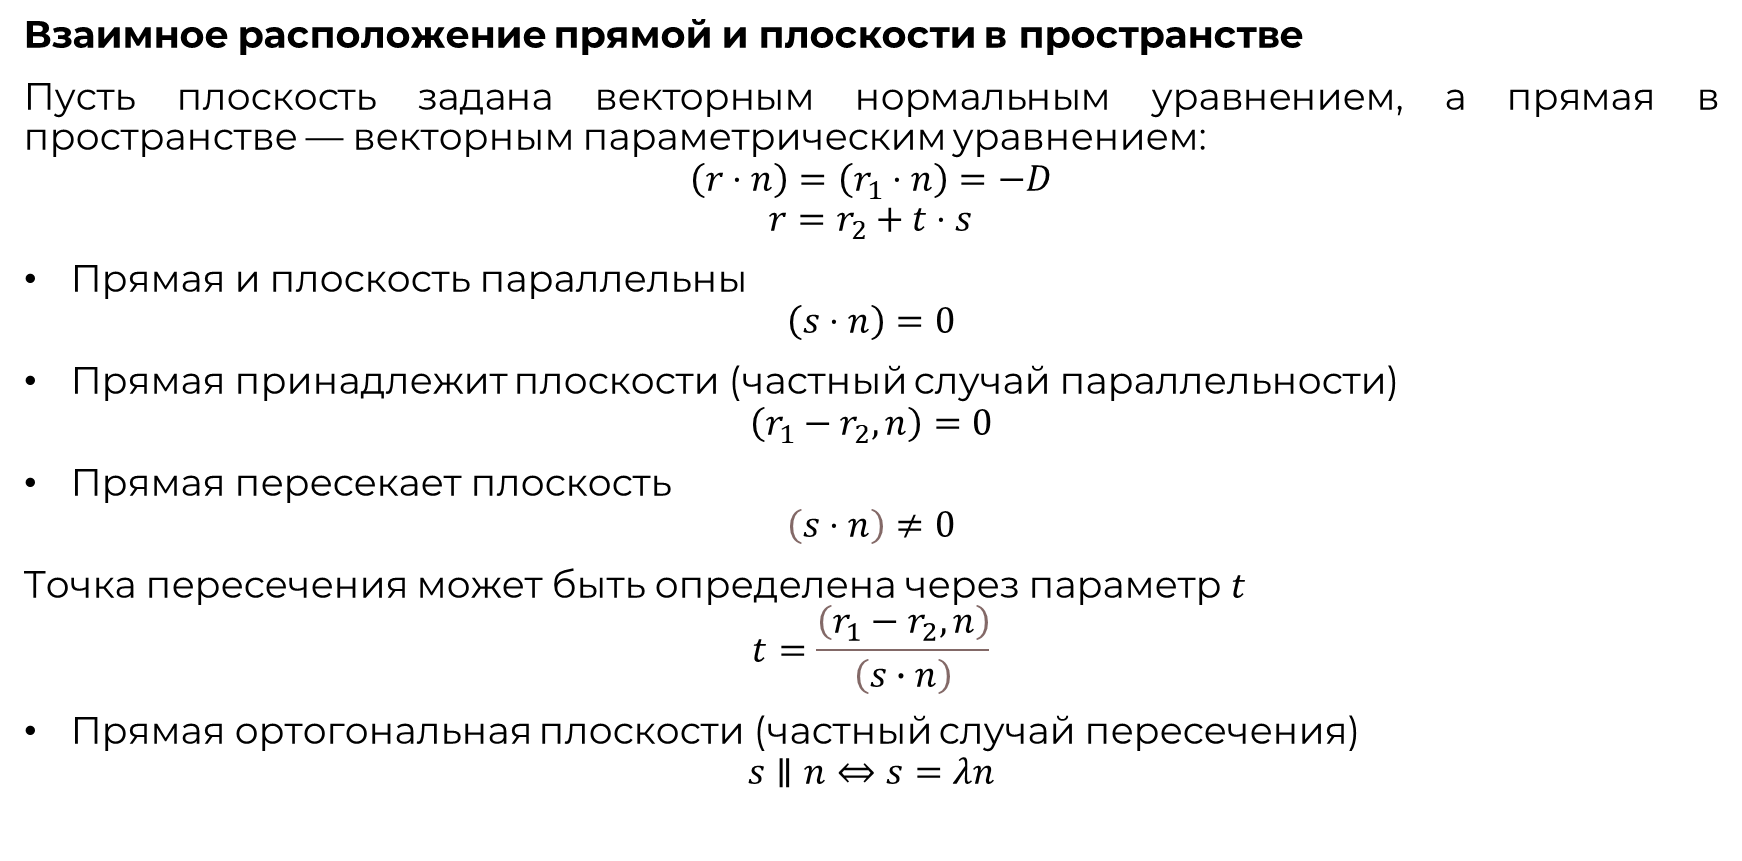 Взаимное расположение прямой и плоскости в пространстве
Пусть плоскость задана векторным нормальным уравнением, а прямая в
пространстве — векторным параметрическим уравнением:
(r · n) = (r₁ · n) = −D
r = r₂ + t · s
• Прямая и плоскость параллельны
(s · n) = 0
• Прямая принадлежит плоскости (частный случай параллельности)
(r₁ − r₂, n) = 0
• Прямая пересекает плоскость
(s · n) ≠ 0
Точка пересечения может быть определена через параметр t
t = (r₁ − r₂, n) / (s · n)
• Прямая ортогональная плоскости (частный случай пересечения)
s ∥ n ⇔ s = λn